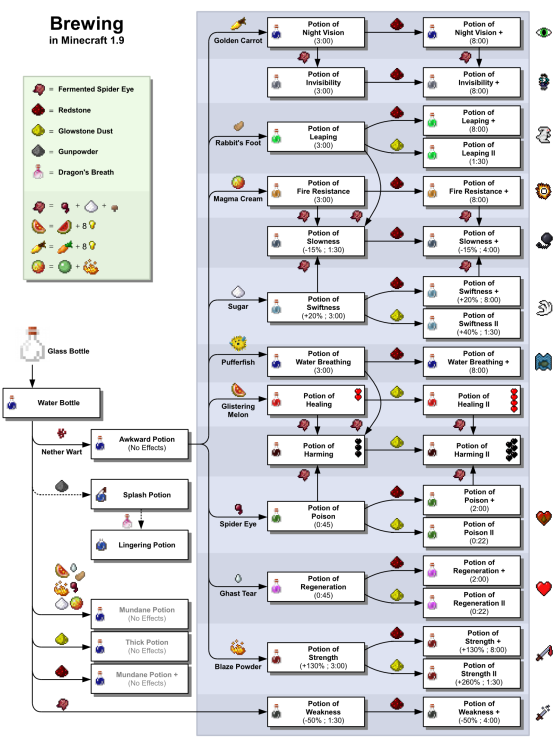 Brewing
in Minecraft 1.9
= Fermented Spider Eye
= Redstone
= Glowstone Dust
= Gunpowder
= Dragon's Breath
= + +
= + 8
= + 8
= +
Glass Bottle
Water Bottle
Nether Wart
Awkward Potion
(No Effects)
Splash Potion
Lingering Potion
Mundane Potion
(No Effects)
Thick Potion
(No Effects)
Mundane Potion +
(No Effects)
Golden Carrot
Potion of
Night Vision
(3:00)
Potion of
Night Vision +
(8:00)
Potion of
Invisibility
(3:00)
Potion of
Invisibility +
(8:00)
Rabbit's Foot
Potion of
Leaping
(3:00)
Potion of
Leaping +
(8:00)
Potion of
Leaping II
(1:30)
Magma Cream
Potion of
Fire Resistance
(3:00)
Potion of
Fire Resistance +
(8:00)
Potion of
Slowness
(-15% ; 1:30)
Potion of
Slowness +
(-15% ; 4:00)
Sugar
Potion of
Swiftness
(+20% ; 3:00)
Potion of
Swiftness +
(+20% ; 8:00)
Potion of
Swiftness II
(+40% ; 1:30)
Pufferfish
Potion of
Water Breathing
(3:00)
Potion of
Water Breathing +
(8:00)
Glistering
Melon
Potion of
Healing
Potion of
Healing II
Potion of
Harming
Potion of
Harming II
Spider Eye
Potion of
Poison
(0:45)
Potion of
Poison +
(2:00)
Potion of
Poison II
(0:22)
Ghast Tear
Potion of
Regeneration
(0:45)
Potion of
Regeneration +
(2:00)
Potion of
Regeneration II
(0:22)
Blaze Powder
Potion of
Strength
(+130% ; 3:00)
Potion of
Strength +
(+130% ; 8:00)
Potion of
Strength II
(+260% ; 1:30)
Potion of
Weakness
(-50% ; 1:30)
Potion of
Weakness +
(-50% ; 4:00)